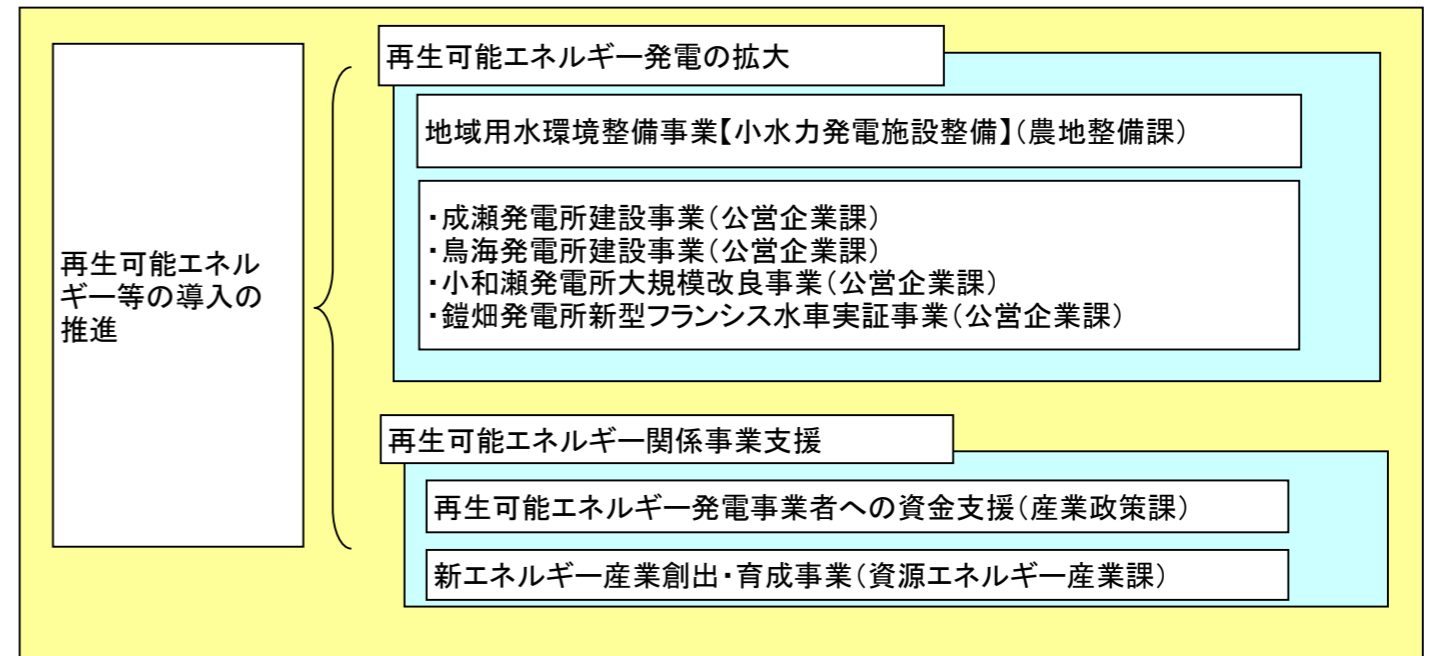 再生可能エネル
ギー等の導入の
推進
再生可能エネルギー発電の拡大
地域用水環境整備事業【小水力発電施設整備】(農地整備課)
・成瀬発電所建設事業(公営企業課)
・鳥海発電所建設事業(公営企業課)
・小和瀬発電所大規模改良事業(公営企業課)
・鎧畑発電所新型フランシス水車実証事業(公営企業課)
再生可能エネルギー関係事業支援
再生可能エネルギー発電事業者への資金支援(産業政策課)
新エネルギー産業創出・育成事業(資源エネルギー産業課)